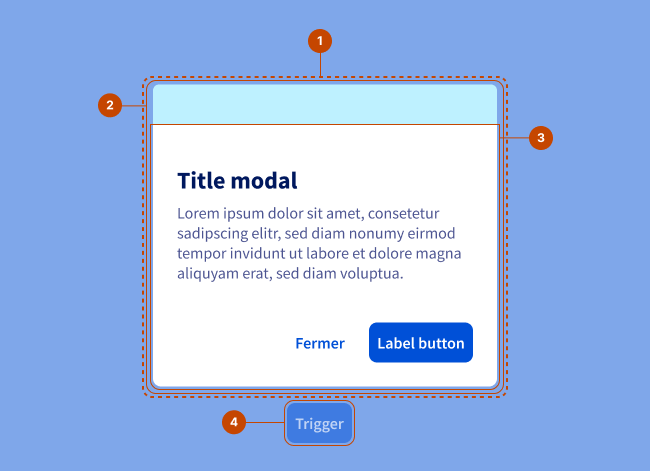 1
2
3
Title modal
Lorem ipsum dolor sit amet, consetetur
sadipscing elitr, sed diam nonumy eirmod
tempor invidunt ut labore et dolore magna
aliquyam erat, sed diam voluptua.
Fermer
Label button
4
Trigger